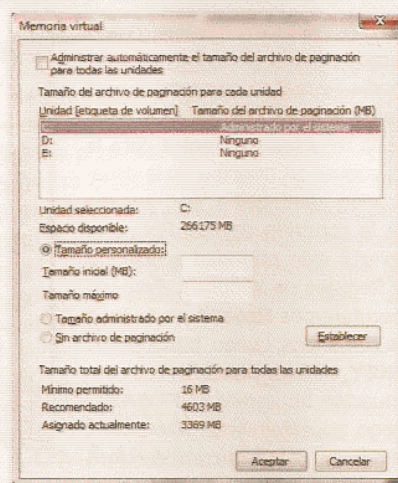 Memoria virtual
Administrar automáticamente el tamaño del archivo de paginación
para todas las unidades
Tamaño del archivo de paginación para cada unidad
Unidad [etiqueta de volumen] Tamaño del archivo de paginación (MB)
C: Administrado por el sistema
D: Ninguno
E: Ninguno
Unidad seleccionada: C:
Espacio disponible: 266175 MB
Tamaño personalizado:
Tamaño inicial (MB):
Tamaño máximo
Tamaño administrado por el sistema
Sin archivo de paginación
Establecer
Tamaño total del archivo de paginación para todas las unidades
Mínimo permitido: 16 MB
Recomendado: 4603 MB
Asignado actualmente: 3369 MB
Aceptar Cancelar